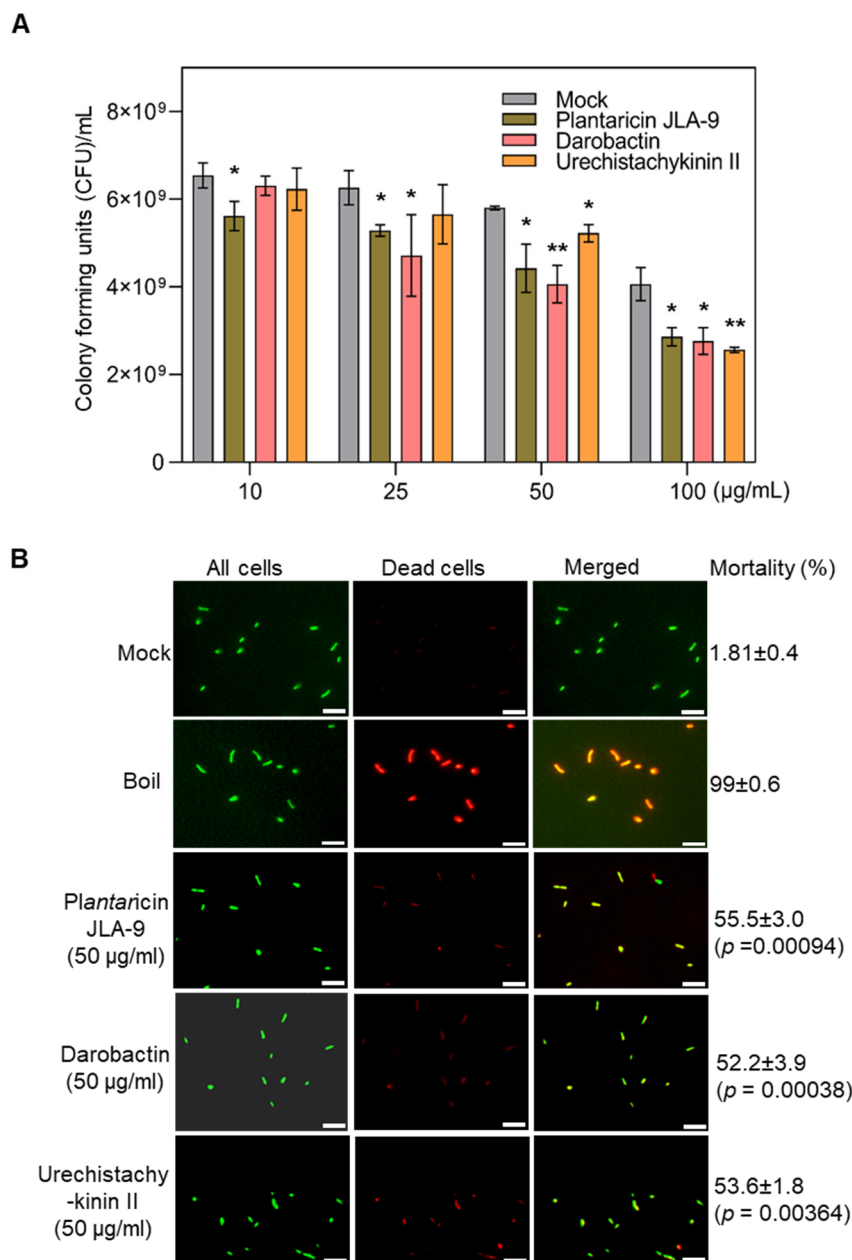 A
Colony forming units (CFU)/mL
8×10⁹
6×10⁹
4×10⁹
2×10⁹
0
Mock
Plantaricin JLA-9
Darobactin
Urechistachykinin II
*
* *
* ** *
* * **
10 25 50 100 (µg/mL)
B
All cells Dead cells Merged Mortality (%)
Mock 1.81±0.4
Boil 99±0.6
Plantaricin
JLA-9
(50 µg/ml)
55.5±3.0
(p =0.00094)
Darobactin
(50 µg/ml)
52.2±3.9
(p = 0.00038)
Urechistachy
-kinin II
(50 µg/ml)
53.6±1.8
(p = 0.00364)